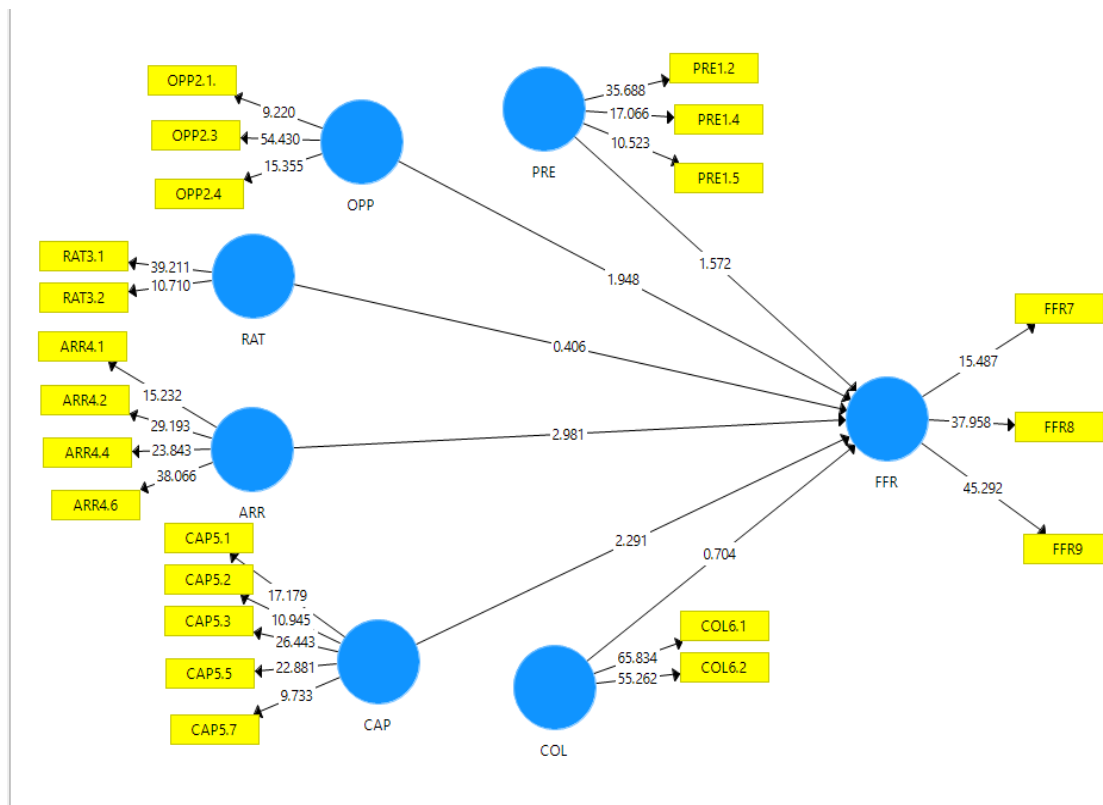 OPP2.1.
9.220
OPP2.3
54.430
OPP2.4
15.355
OPP
PRE1.2
35.688
PRE1.4
17.066
PRE1.5
10.523
PRE
1.572
1.948
RAT3.1
39.211
RAT3.2
10.710
RAT
0.406
ARR4.1
15.232
ARR4.2
29.193
ARR4.4
23.843
ARR4.6
38.066
ARR
2.981
FFR7
15.487
FFR8
37.958
FFR9
45.292
FFR
CAP5.1
17.179
CAP5.2
10.945
CAP5.3
26.443
CAP5.5
22.881
CAP5.7
9.733
CAP
2.291
0.704
COL6.1
65.834
COL6.2
55.262
COL